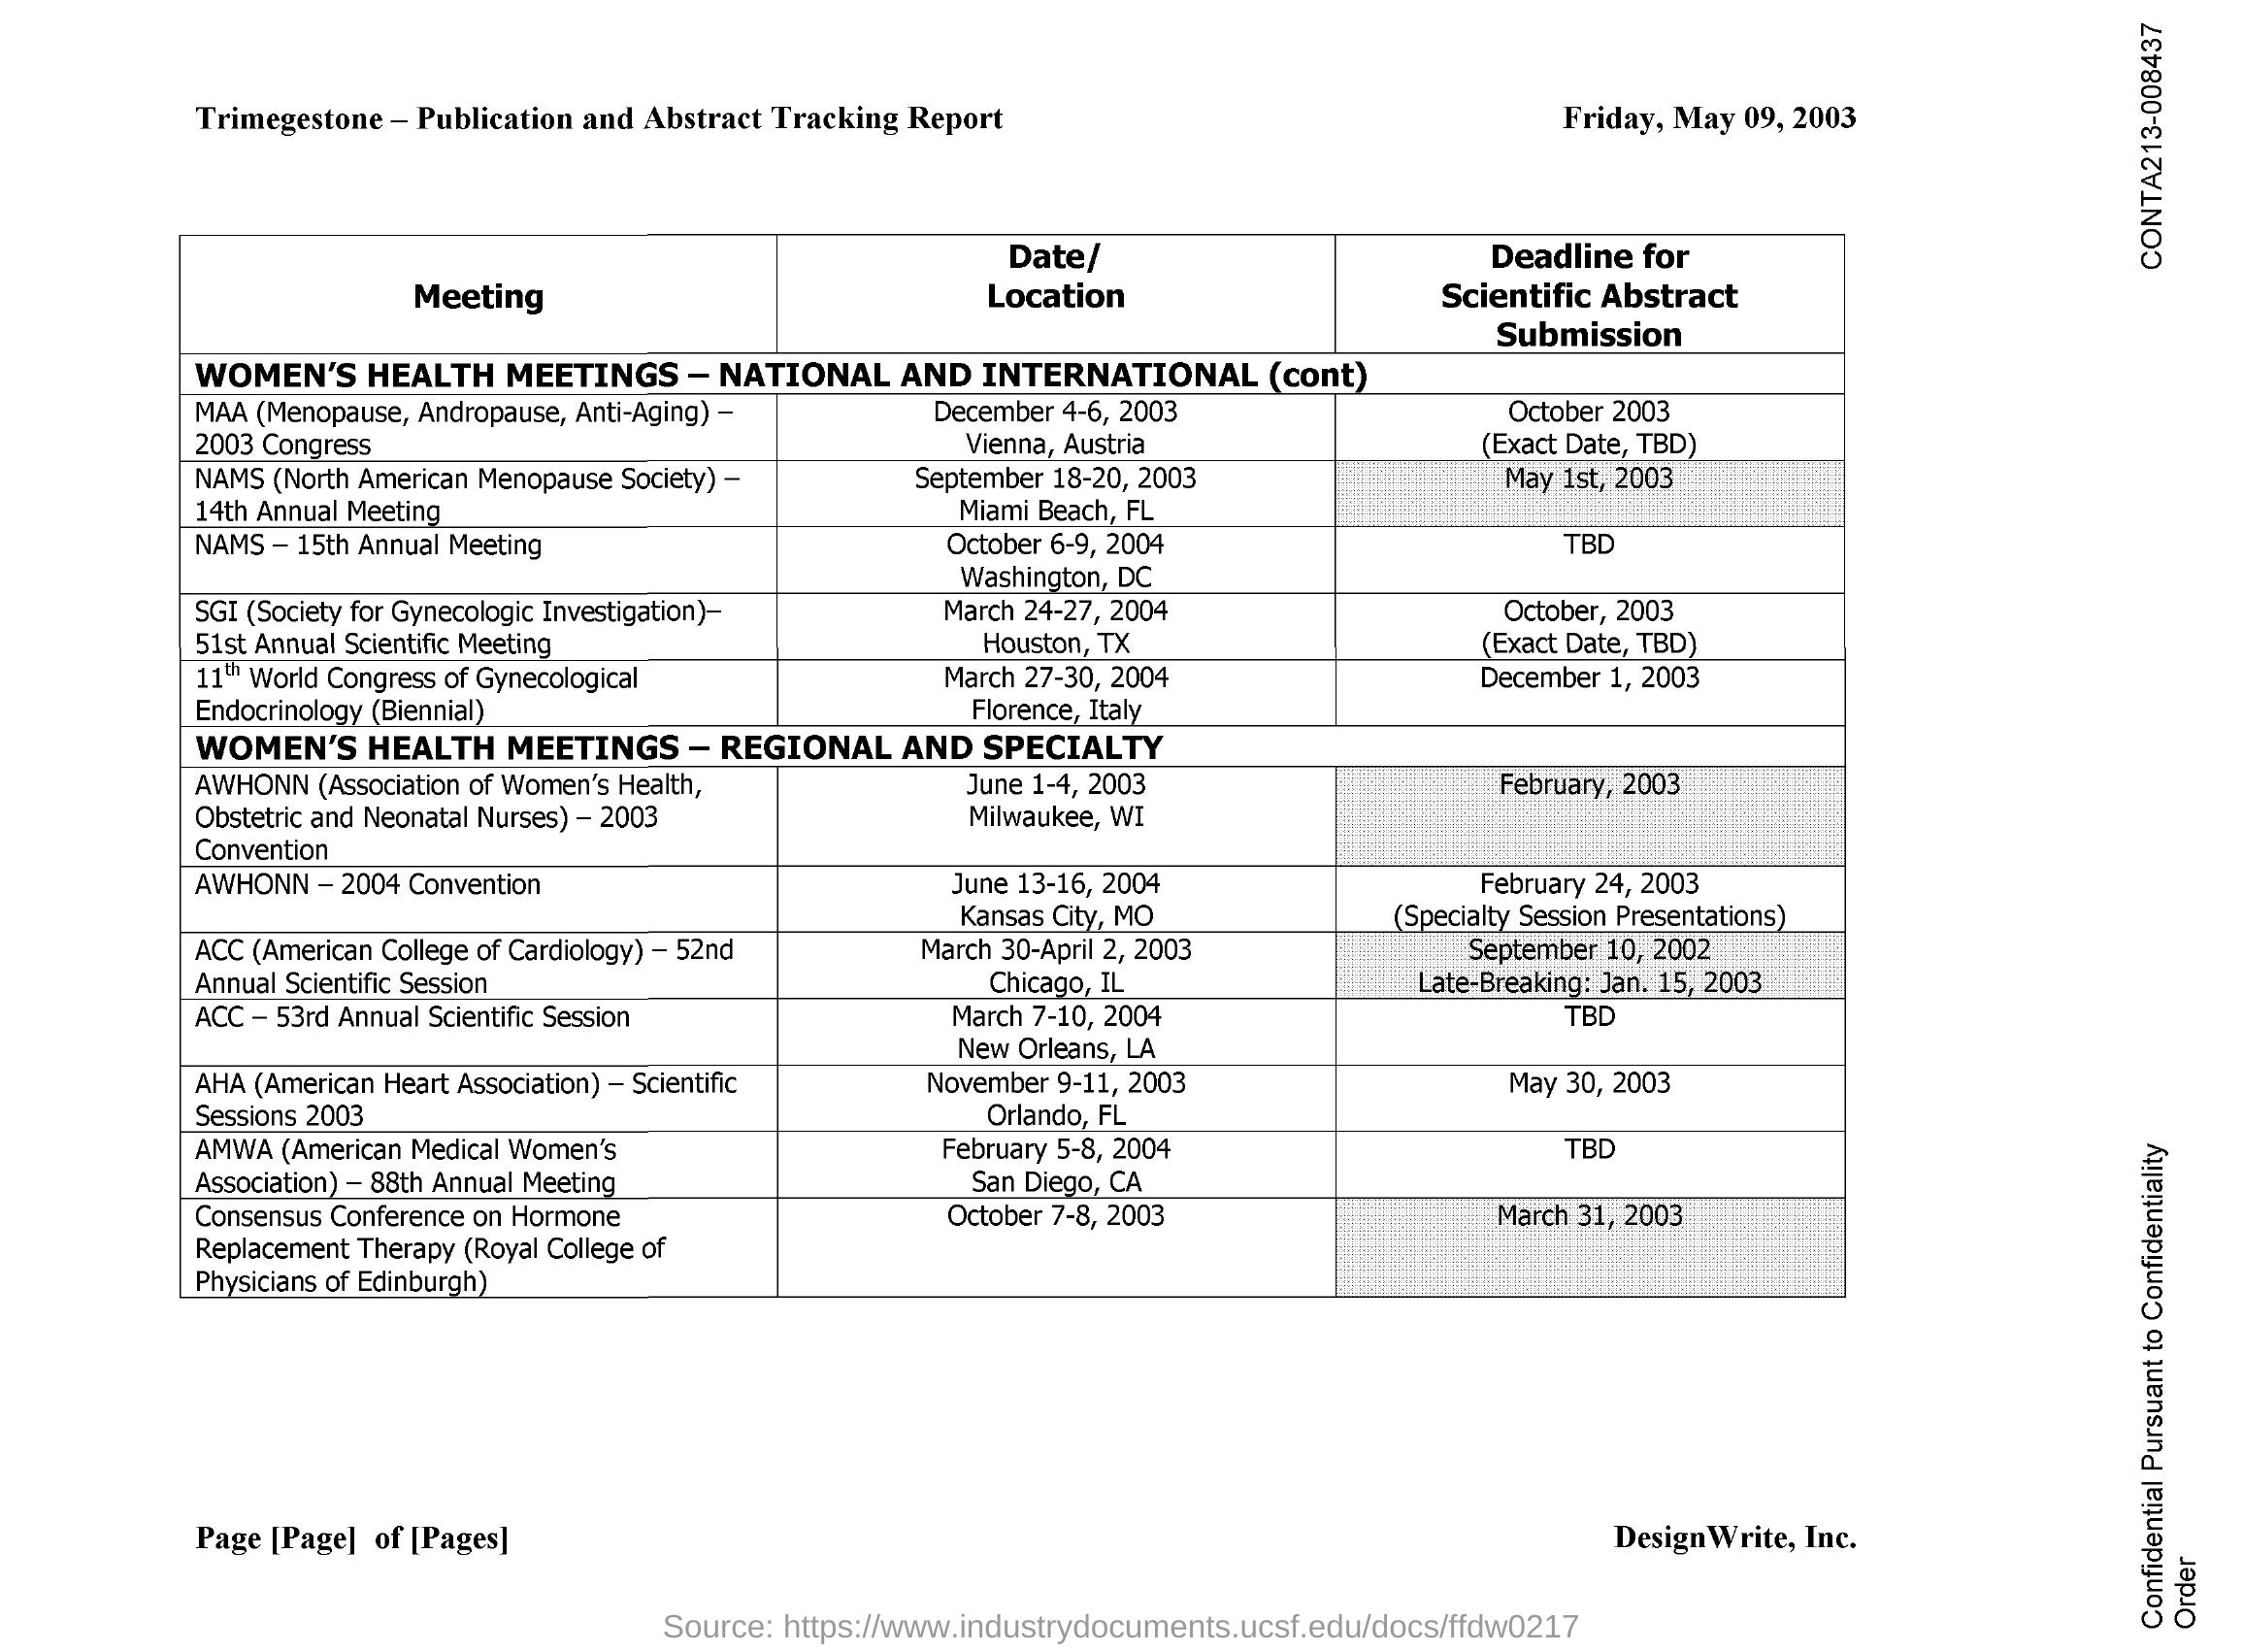 Trimegestone – Publication and Abstract Tracking Report
Friday, May 09, 2003
CONTA213-008437
Meeting
Date/
Location
Deadline for
Scientific Abstract
Submission
WOMEN'S HEALTH MEETINGS – NATIONAL AND INTERNATIONAL (cont)
MAA (Menopause, Andropause, Anti-Aging) –
2003 Congress
December 4-6, 2003
Vienna, Austria
October 2003
(Exact Date, TBD)
NAMS (North American Menopause Society) –
14th Annual Meeting
September 18-20, 2003
Miami Beach, FL
May 1st, 2003
NAMS – 15th Annual Meeting
October 6-9, 2004
Washington, DC
TBD
SGI (Society for Gynecologic Investigation)–
51st Annual Scientific Meeting
March 24-27, 2004
Houston, TX
October, 2003
(Exact Date, TBD)
11th World Congress of Gynecological
Endocrinology (Biennial)
March 27-30, 2004
Florence, Italy
December 1, 2003
WOMEN'S HEALTH MEETINGS – REGIONAL AND SPECIALTY
AWHONN (Association of Women's Health,
Obstetric and Neonatal Nurses) – 2003
Convention
June 1-4, 2003
Milwaukee, WI
February, 2003
AWHONN – 2004 Convention
June 13-16, 2004
Kansas City, MO
February 24, 2003
(Specialty Session Presentations)
ACC (American College of Cardiology) – 52nd
Annual Scientific Session
March 30-April 2, 2003
Chicago, IL
September 10, 2002
Late-Breaking: Jan. 15, 2003
ACC – 53rd Annual Scientific Session
March 7-10, 2004
New Orleans, LA
TBD
AHA (American Heart Association) – Scientific
Sessions 2003
November 9-11, 2003
Orlando, FL
May 30, 2003
AMWA (American Medical Women's
Association) – 88th Annual Meeting
February 5-8, 2004
San Diego, CA
TBD
Consensus Conference on Hormone
Replacement Therapy (Royal College of
Physicians of Edinburgh)
October 7-8, 2003
March 31, 2003
Confidential Pursuant to Confidentiality
Order
Page [Page] of [Pages]
DesignWrite, Inc.
Source: https://www.industrydocuments.ucsf.edu/docs/ffdw0217